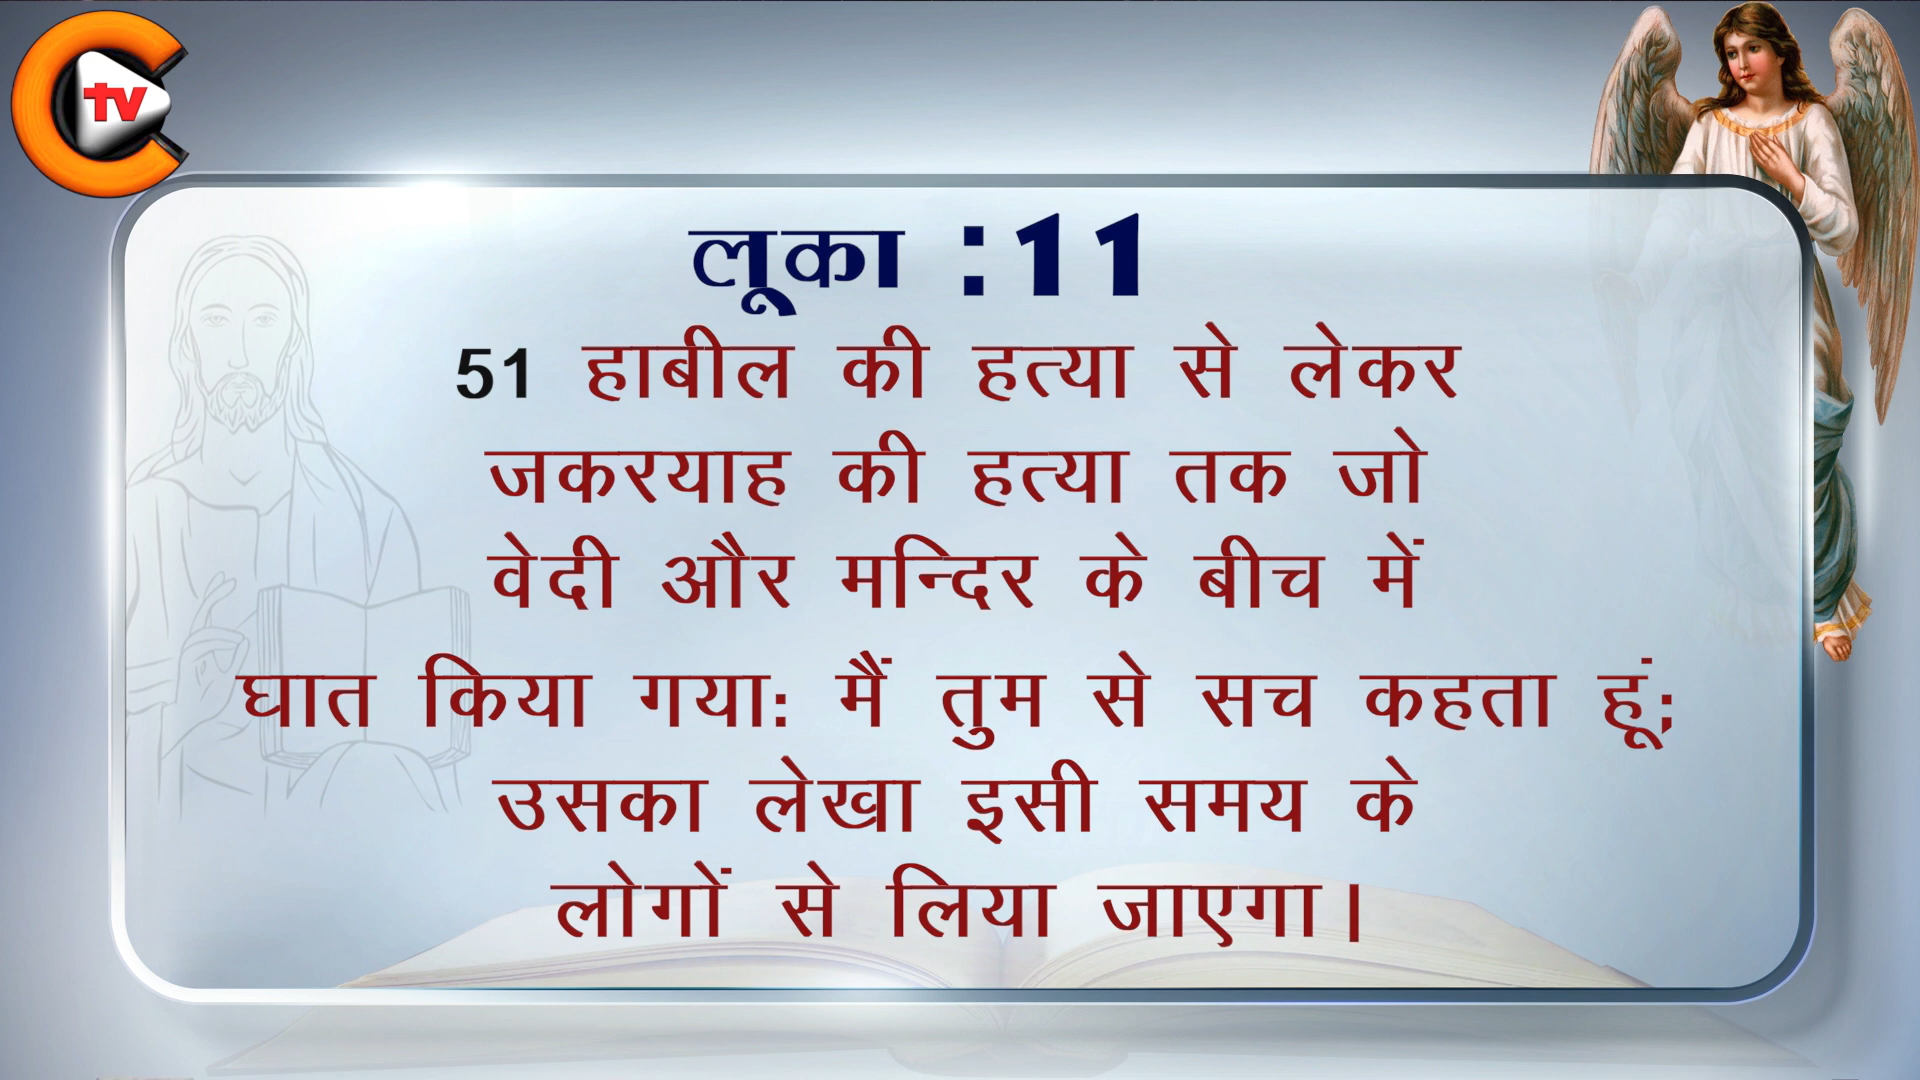 tv
लूका :11
51 हाबील की हत्या से लेकर
जकरयाह की हत्या तक जो
वेदी और मन्दिर के बीच में
घात किया गया: मैं तुम से सच कहता हूं;
उसका लेखा इसी समय के
लोगों से लिया जाएगा।